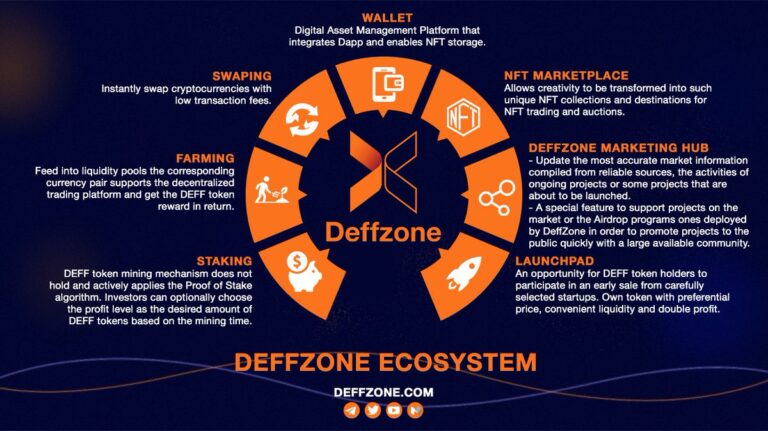 WALLET
Digital Asset Management Platform that
integrates Dapp and enables NFT storage.
SWAPING
Instantly swap cryptocurrencies with
low transaction fees.
FARMING
Feed into liquidity pools the corresponding
currency pair supports the decentralized
trading platform and get the DEFF token
reward in return.
STAKING
DEFF token mining mechanism does not
hold and actively applies the Proof of Stake
algorithm. Investors can optionally choose
the profit level as the desired amount of
DEFF tokens based on the mining time.
NFT
Deffzone
NFT MARKETPLACE
Allows creativity to be transformed into such
unique NFT collections and destinations for
NFT trading and auctions.
DEFFZONE MARKETING HUB
- Update the most accurate market information
compiled from reliable sources, the activities of
ongoing projects or some projects that are
about to be launched.
- A special feature to support projects on the
market or the Airdrop programs ones deployed
by DeffZone in order to promote projects to the
public quickly with a large available community.
LAUNCHPAD
An opportunity for DEFF token holders to
participate in an early sale from carefully
selected startups. Own token with preferential
price, convenient liquidity and double profit.
DEFFZONE ECOSYSTEM
DEFFZONE.COM